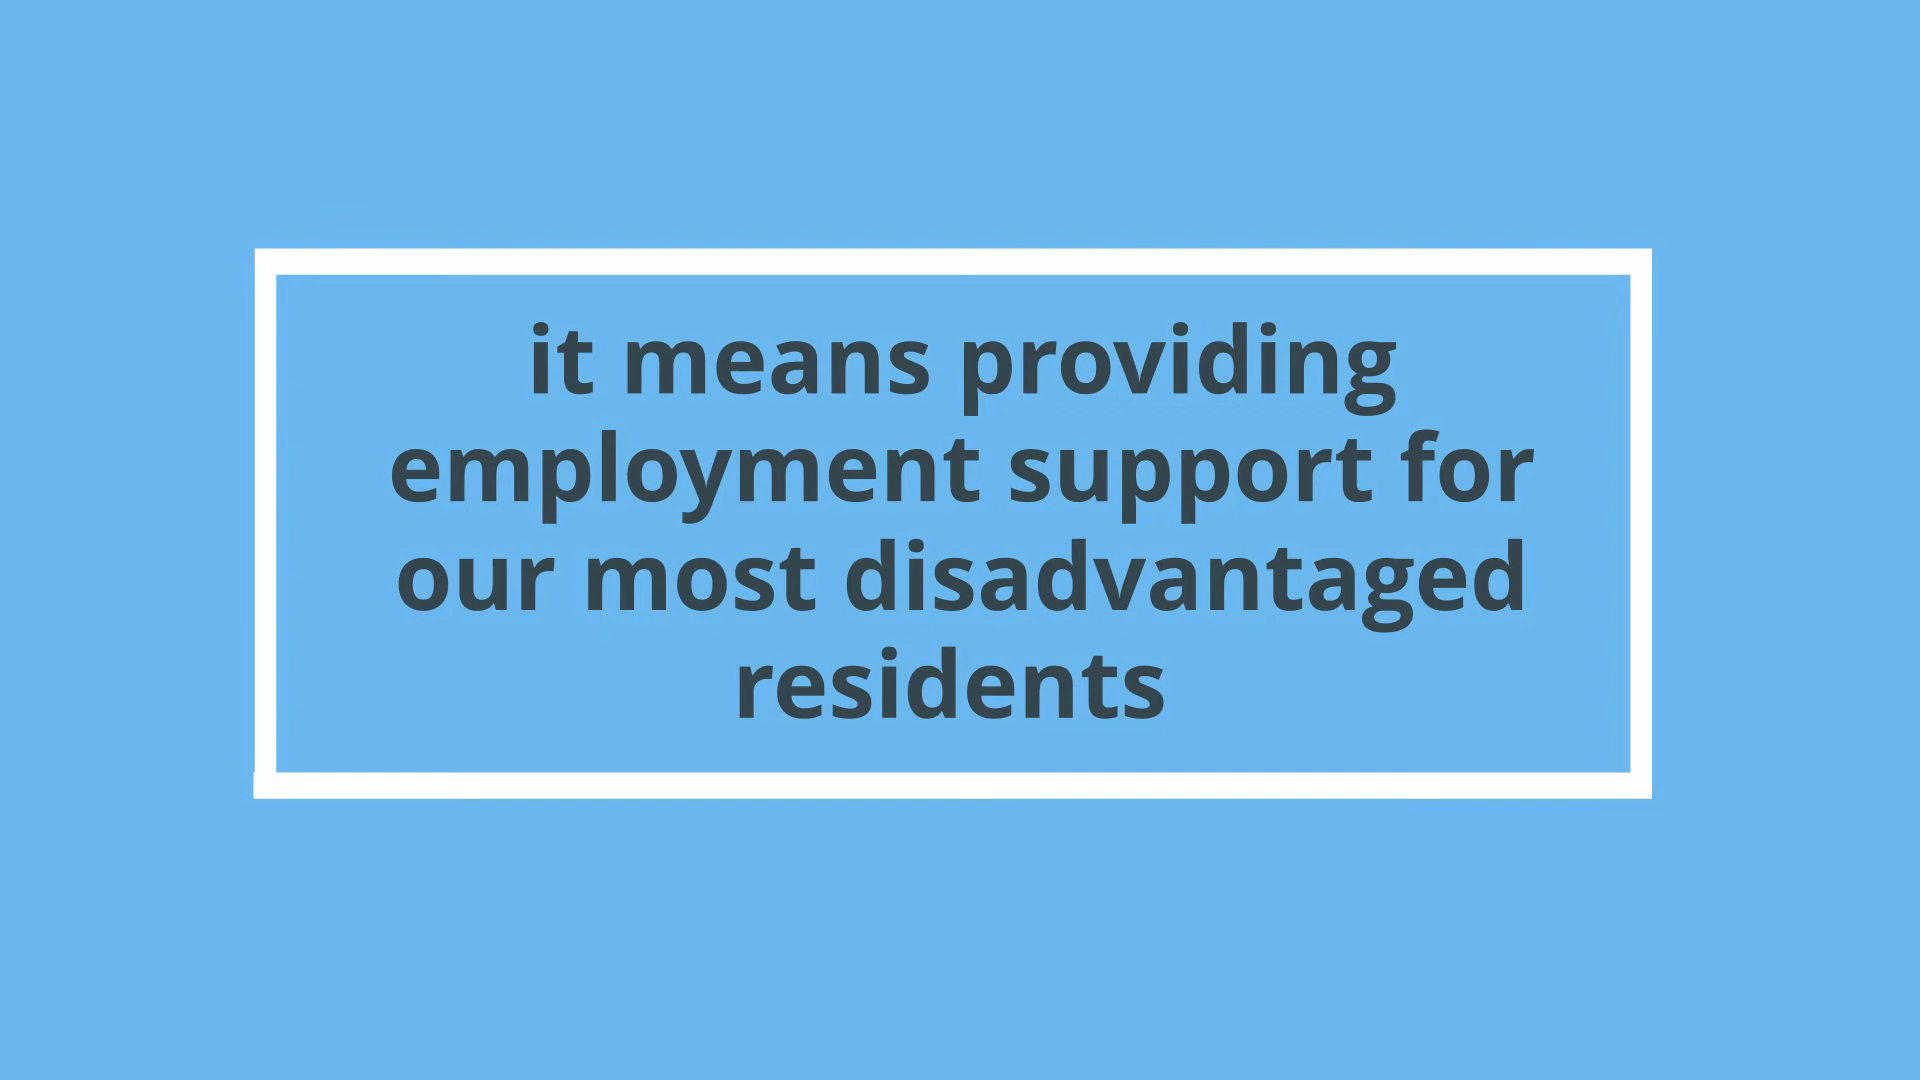 it means providing
employment support for
our most disadvantaged
residents